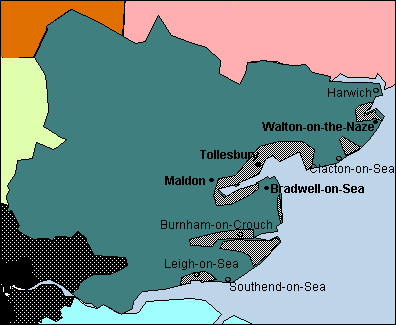 Harwich
Walton-on-the-Naze
Tollesbury
Clacton-on-Sea
Maldon
Bradwell-on-Sea
Burnham-on-Crouch
Leigh-on-Sea
Southend-on-Sea